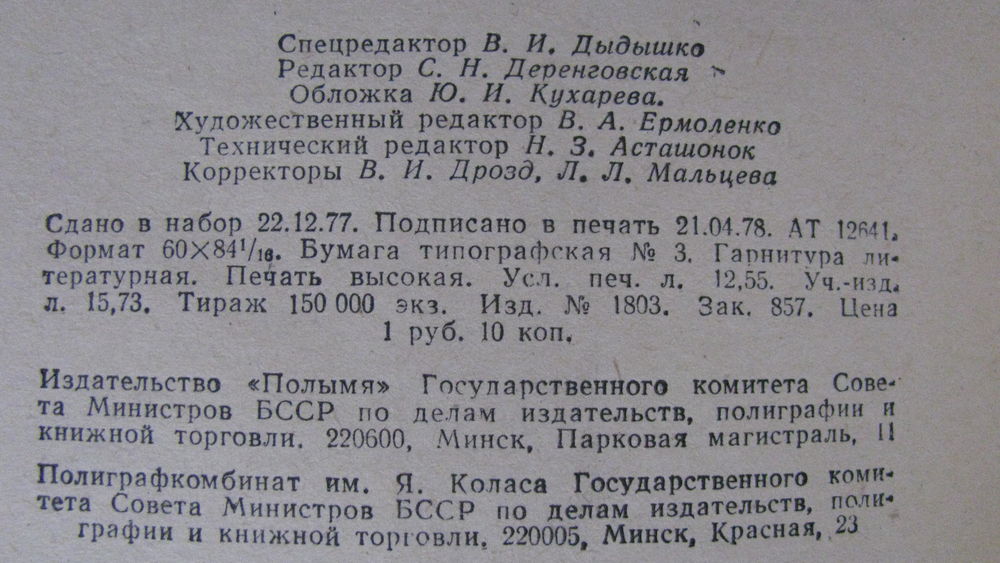 Спецредактор В. И. Дыдышко
Редактор С. Н. Деренговская
Обложка Ю. И. Кухарева.
Художественный редактор В. А. Ермоленко
Технический редактор Н. З. Асташонок
Корректоры В. И. Дрозд, Л. Л. Мальцева
Сдано в набор 22.12.77. Подписано в печать 21.04.78. АТ 12641.
Формат 60×84¹/₁₆. Бумага типографская № 3. Гарнитура ли-
тературная. Печать высокая. Усл. печ. л. 12,55. Уч.-изд.
л. 15,73. Тираж 150 000 экз. Изд. № 1803. Зак. 857. Цена
1 руб. 10 коп.
Издательство «Полымя» Государственного комитета Сове-
та Министров БССР по делам издательств, полиграфии и
книжной торговли. 220600, Минск, Парковая магистраль, 11
Полиграфкомбинат им. Я. Коласа Государственного коми-
тета Совета Министров БССР по делам издательств, поли-
графии и книжной торговли. 220005, Минск, Красная, 23